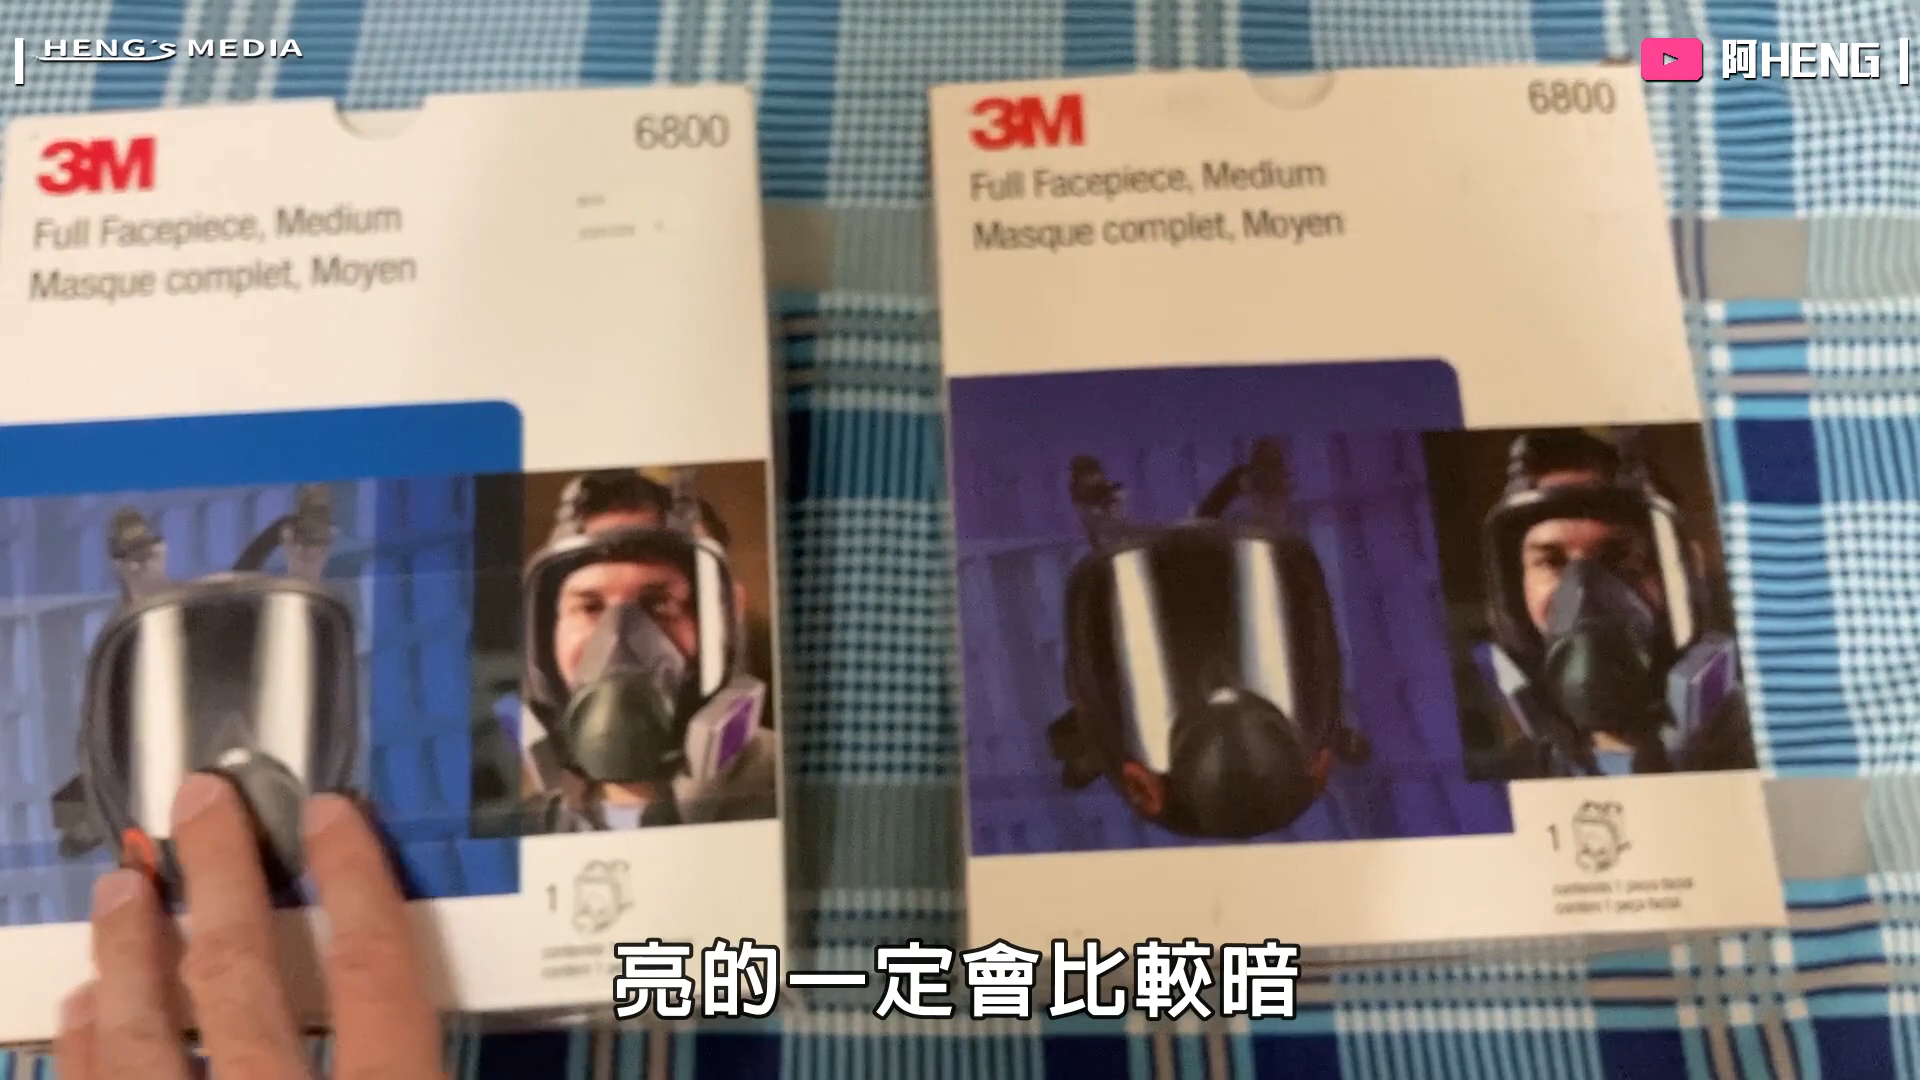 HENG's MEDIA
阿HENG
3M
6800
Full Facepiece, Medium
Masque complet, Moyen
1
3M
6800
Full Facepiece, Medium
Masque complet, Moyen
1
亮的一定會比較暗